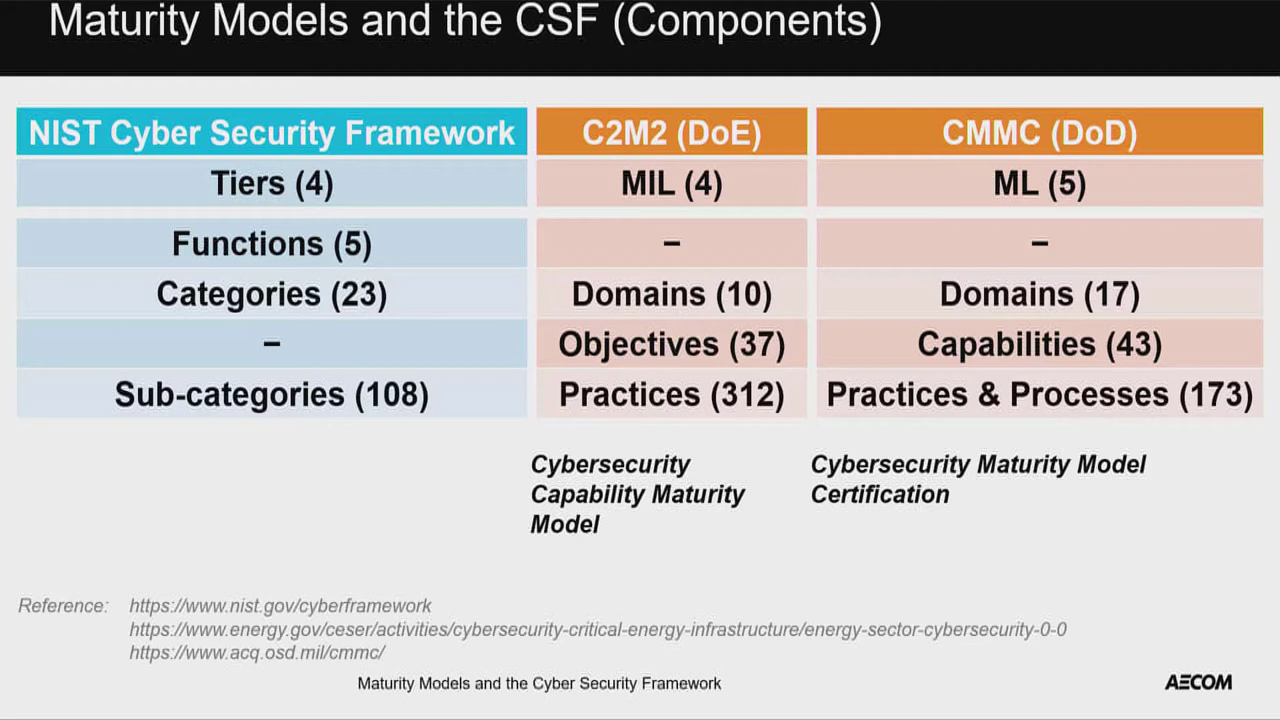 Maturity Models and the CSF (Components)
NIST Cyber Security Framework C2M2 (DoE) CMMC (DoD)
Tiers (4) MIL (4) ML (5)
Functions (5) – –
Categories (23) Domains (10) Domains (17)
– Objectives (37) Capabilities (43)
Sub-categories (108) Practices (312) Practices & Processes (173)
Cybersecurity Cybersecurity Maturity Model
Capability Maturity Certification
Model
Reference: https://www.nist.gov/cyberframework
https://www.energy.gov/ceser/activities/cybersecurity-critical-energy-infrastructure/energy-sector-cybersecurity-0-0
https://www.acq.osd.mil/cmmc/
Maturity Models and the Cyber Security Framework AECOM